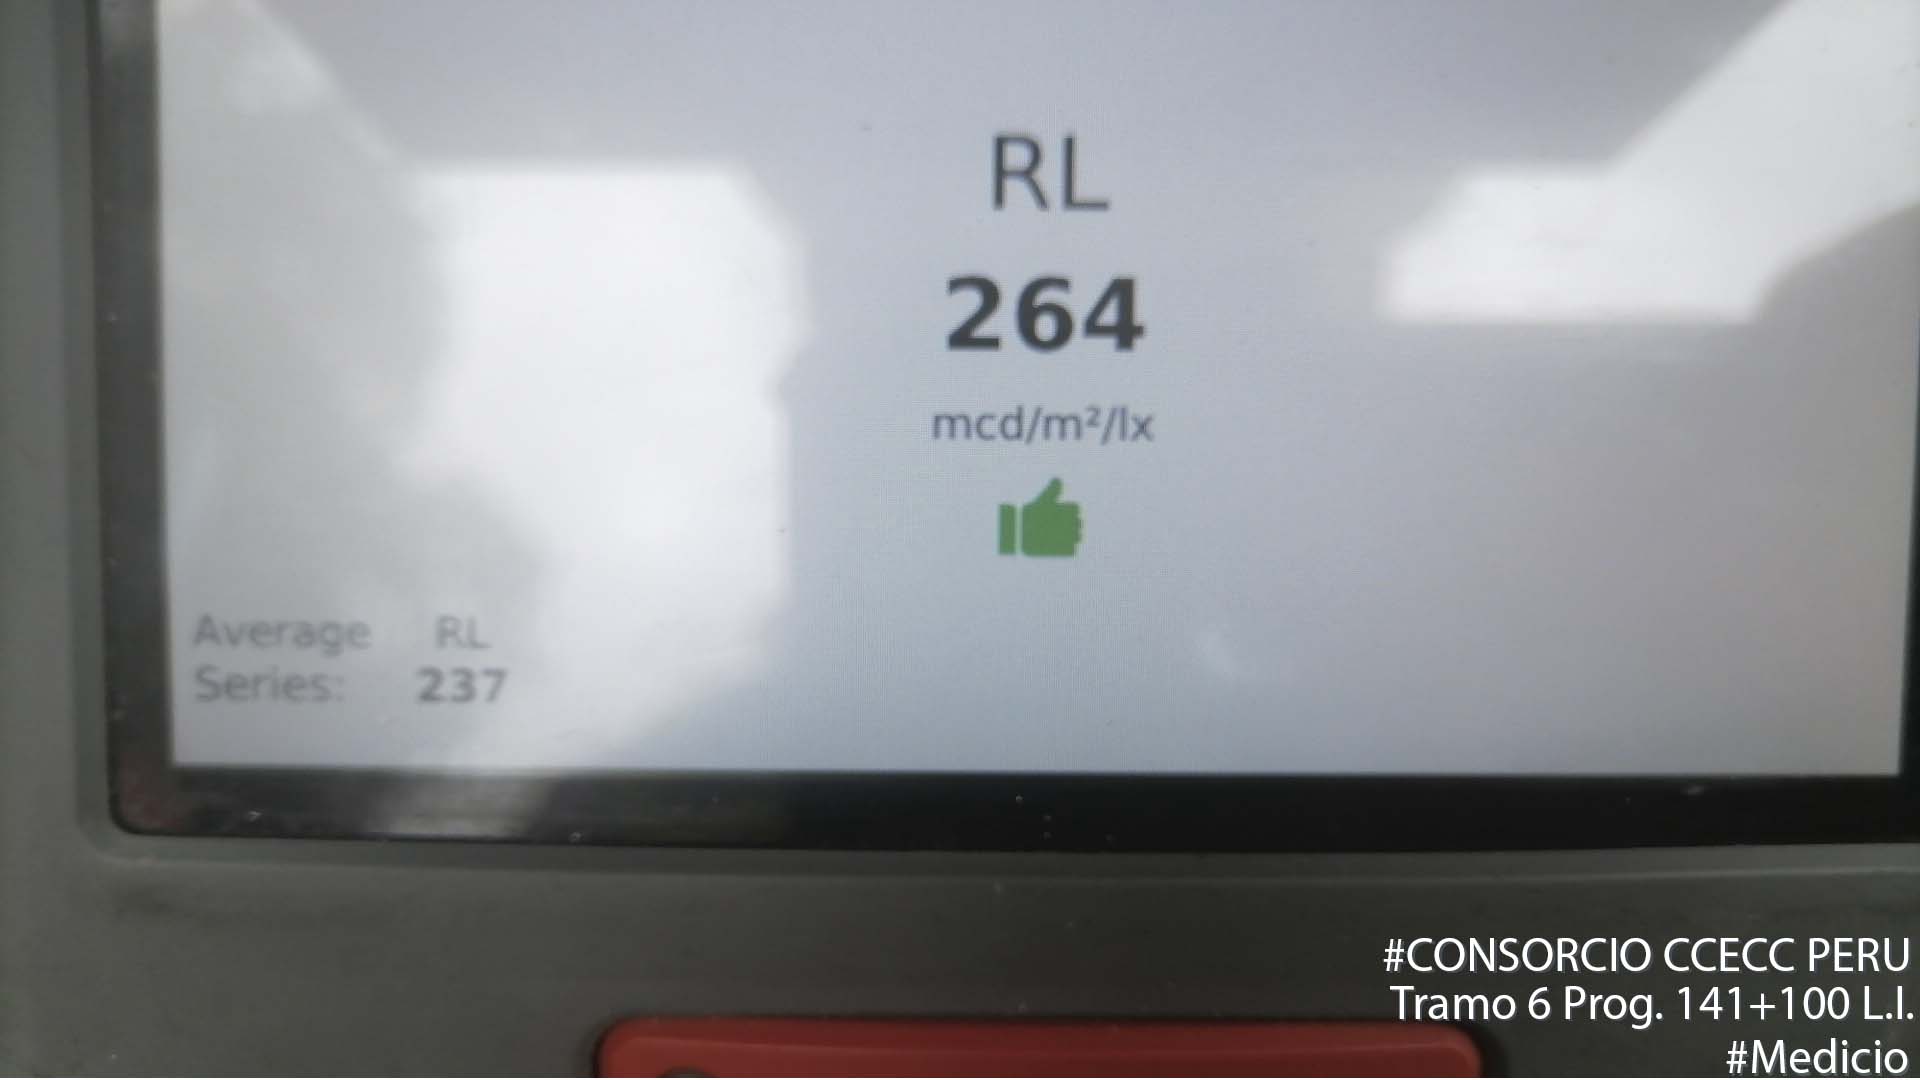 RL
264
mcd/m²/lx
Average RL
Series: 237
#CONSORCIO CCECC PERU
Tramo 6 Prog. 141+100 L.I.
#Medicio